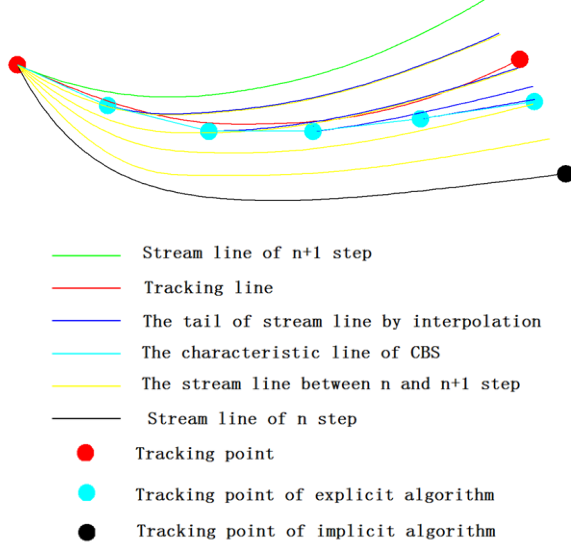 Stream line of n+1 step
Tracking line
The tail of stream line by interpolation
The characteristic line of CBS
The stream line between n and n+1 step
Stream line of n step
Tracking point
Tracking point of explicit algorithm
Tracking point of implicit algorithm